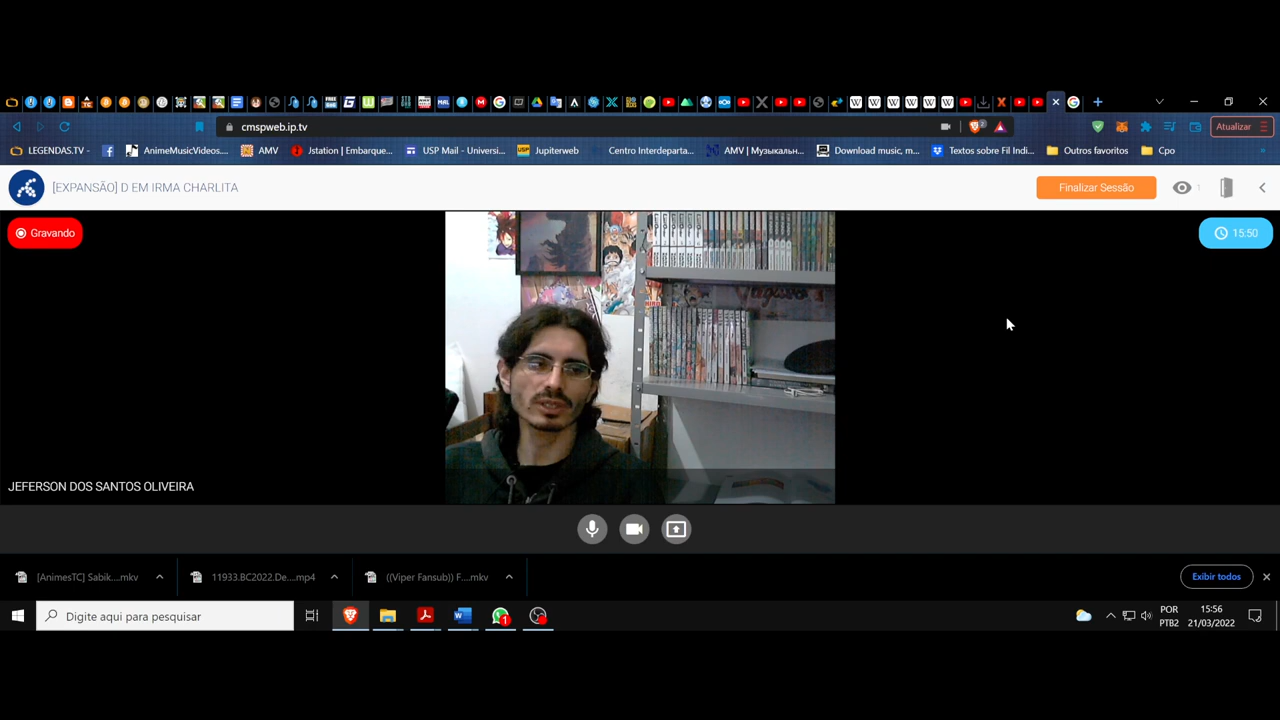 cmspweb.ip.tv
Atualizar
LEGENDAS.TV -
AnimeMusicVideos....
AMV
Jstation | Embarque...
USP Mail - Universi...
Jupiterweb
Centro Interdeparta...
AMV | Музыкальн...
Download music, m...
Textos sobre Fil Indi...
Outros favoritos
Cpo
[EXPANSÃO] D EM IRMA CHARLITA
Finalizar Sessão
1
Gravando
15:50
JEFERSON DOS SANTOS OLIVEIRA
[AnimesTC] Sabik....mkv
11933.BC2022.De....mp4
((Viper Fansub)) F....mkv
Exibir todos
Digite aqui para pesquisar
POR
PTB2
15:56
21/03/2022